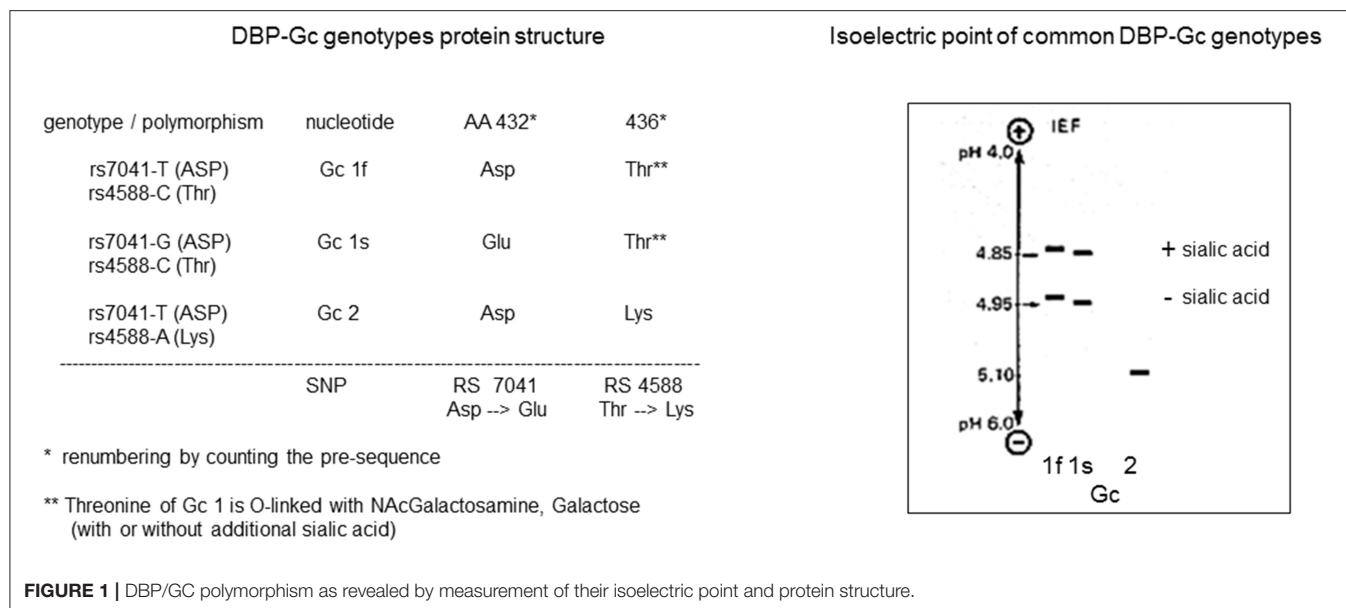 DBP-Gc genotypes protein structure
genotype / polymorphism nucleotide AA 432* 436*
rs7041-T (ASP) Gc 1f Asp Thr**
rs4588-C (Thr)
rs7041-G (ASP) Gc 1s Glu Thr**
rs4588-C (Thr)
rs7041-T (ASP) Gc 2 Asp Lys
rs4588-A (Lys)
SNP RS 7041 RS 4588
Asp --> Glu Thr --> Lys
* renumbering by counting the pre-sequence
** Threonine of Gc 1 is O-linked with NAcGalactosamine, Galactose
(with or without additional sialic acid)
Isoelectric point of common DBP-Gc genotypes
+ IEF
pH 4.0
4.85 + sialic acid
4.95 - sialic acid
5.10
pH 6.0
-
1f 1s 2
Gc
FIGURE 1 | DBP/GC polymorphism as revealed by measurement of their isoelectric point and protein structure.